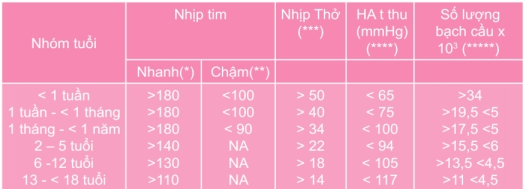 Nhóm tuổi Nhịp tim Nhịp Thở (***) HA t thu (mmHg) (****) Số lượng bạch cầu x 10³ (*****)
Nhanh(*) Chậm(**)
< 1 tuần >180 <100 > 50 < 65 >34
1 tuần - < 1 tháng >180 <100 > 40 < 75 >19,5 <5
1 tháng - < 1 năm >180 < 90 > 34 < 100 >17,5 <5
2 – 5 tuổi >140 NA > 22 < 94 >15,5 <6
6 -12 tuổi >130 NA > 18 < 105 >13,5 <4,5
13 - < 18 tuổi >110 NA > 14 < 117 >11 <4,5